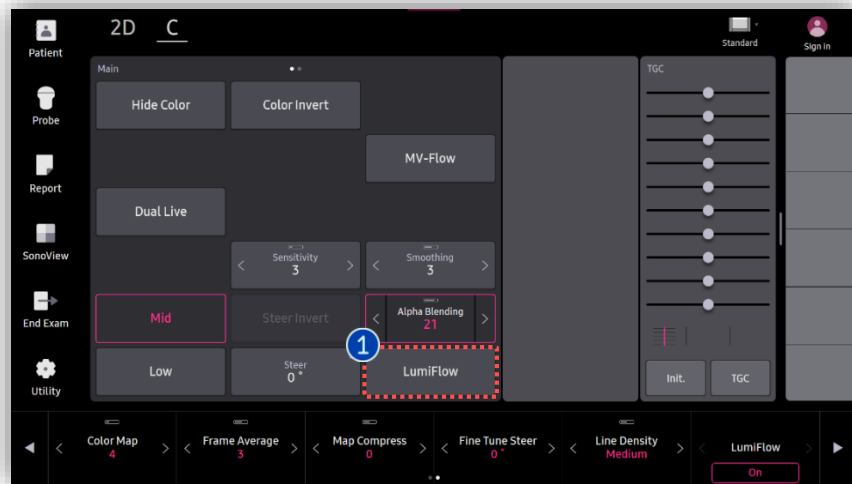 2D C
Standard
Sign In
Patient
Probe
Report
SonoView
End Exam
Utility
Main
Hide Color
Color Invert
MV-Flow
Dual Live
Sensitivity
3
Smoothing
3
Mid
Steer Invert
Alpha Blending
21
1
Low
Steer
0˚
LumiFlow
TGC
Init.
TGC
Color Map
4
Frame Average
3
Map Compress
0
Fine Tune Steer
0˚
Line Density
Medium
LumiFlow
On